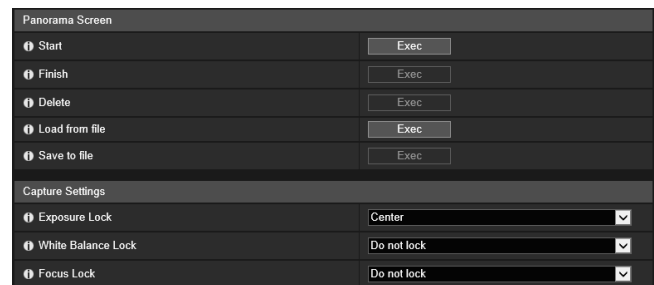 Panorama Screen
Start Exec
Finish Exec
Delete Exec
Load from file Exec
Save to file Exec
Capture Settings
Exposure Lock Center
White Balance Lock Do not lock
Focus Lock Do not lock